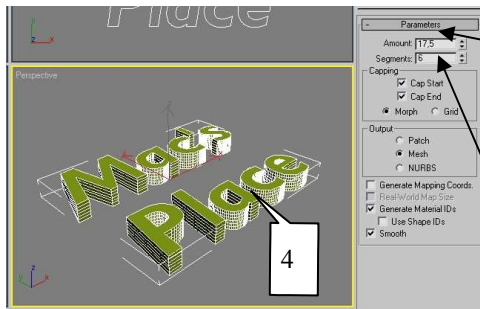 Place
z
x
Perspective
z
Macs
Place
4
z
y
x
Parameters
Amount: 17,5
Segments: 6
Capping
Cap Start
Cap End
Morph Grid
Output
Patch
Mesh
NURBS
Generate Mapping Coords.
Real-World Map Size
Generate Material IDs
Use Shape IDs
Smooth